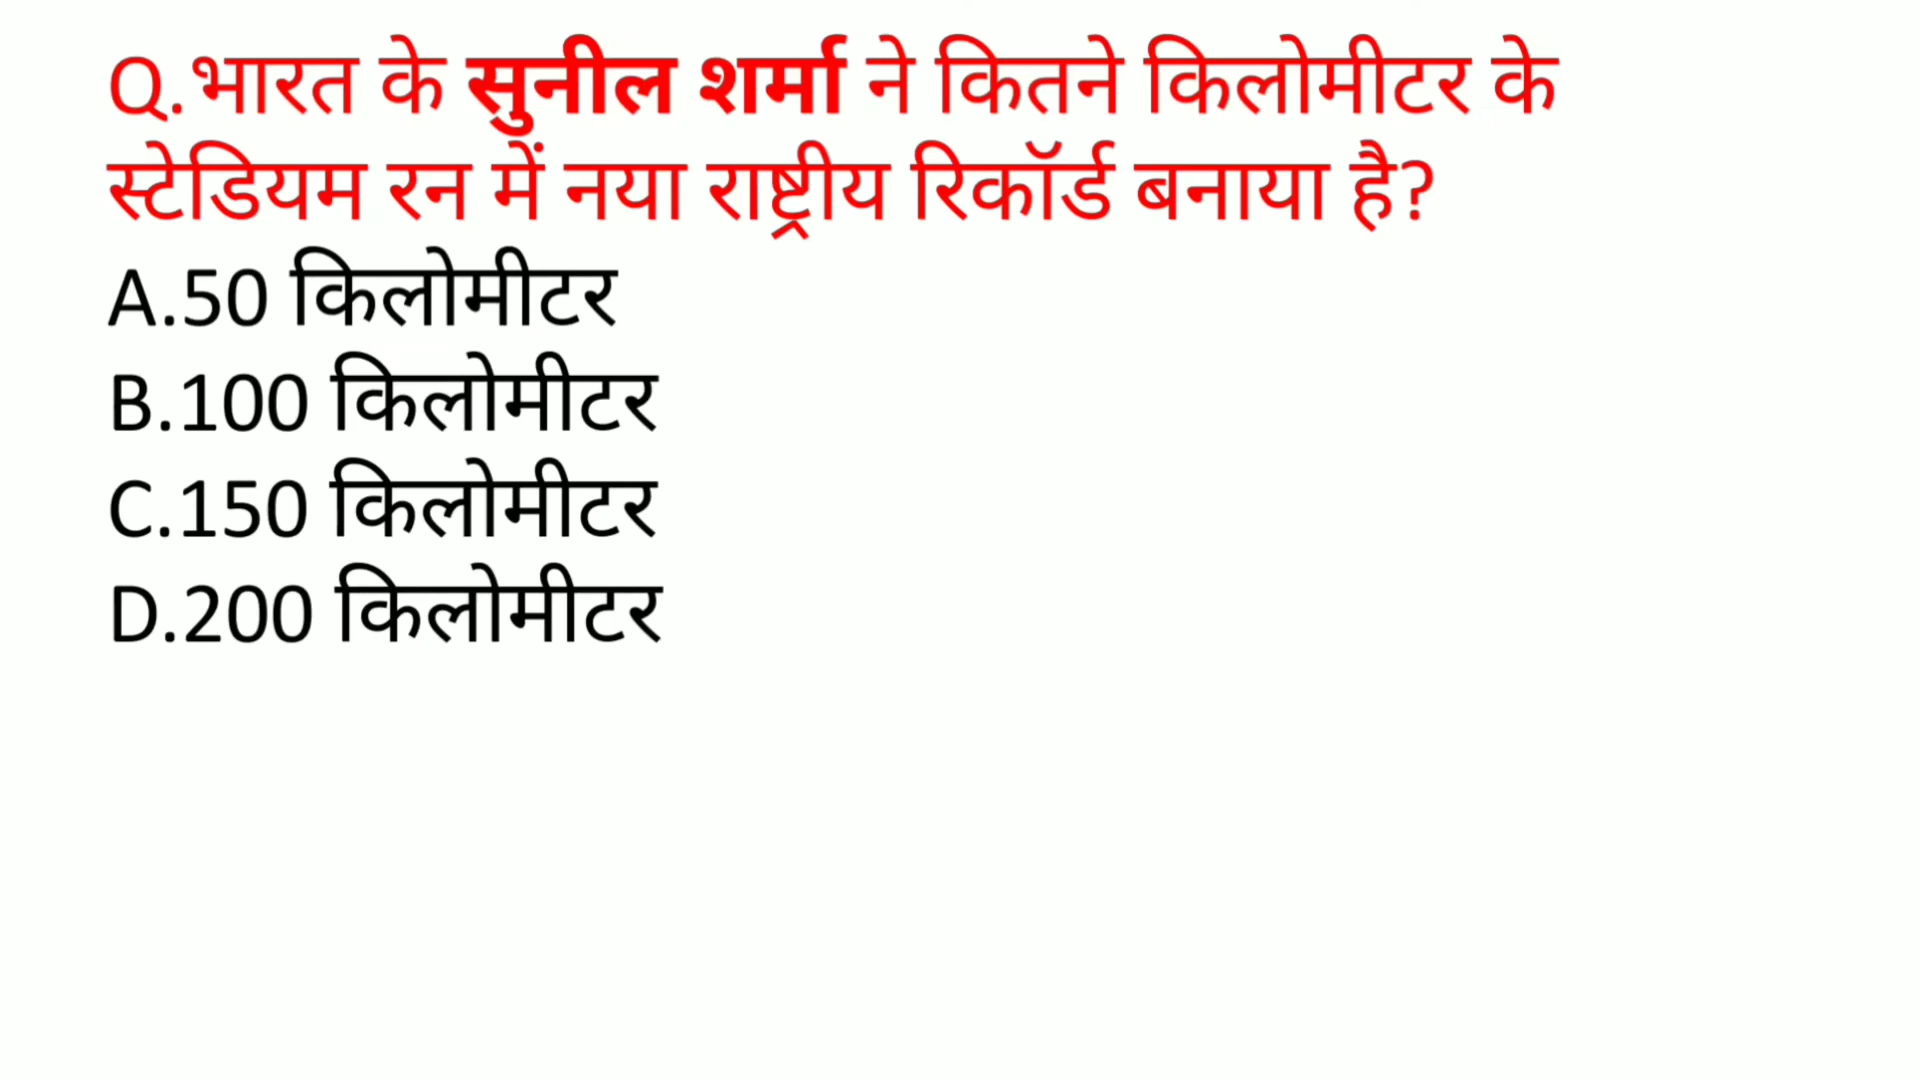 Q.भारत के सुनील शर्मा ने कितने किलोमीटर के
स्टेडियम रन में नया राष्ट्रीय रिकॉर्ड बनाया है?
A.50 किलोमीटर
B.100 किलोमीटर
C.150 किलोमीटर
D.200 किलोमीटर